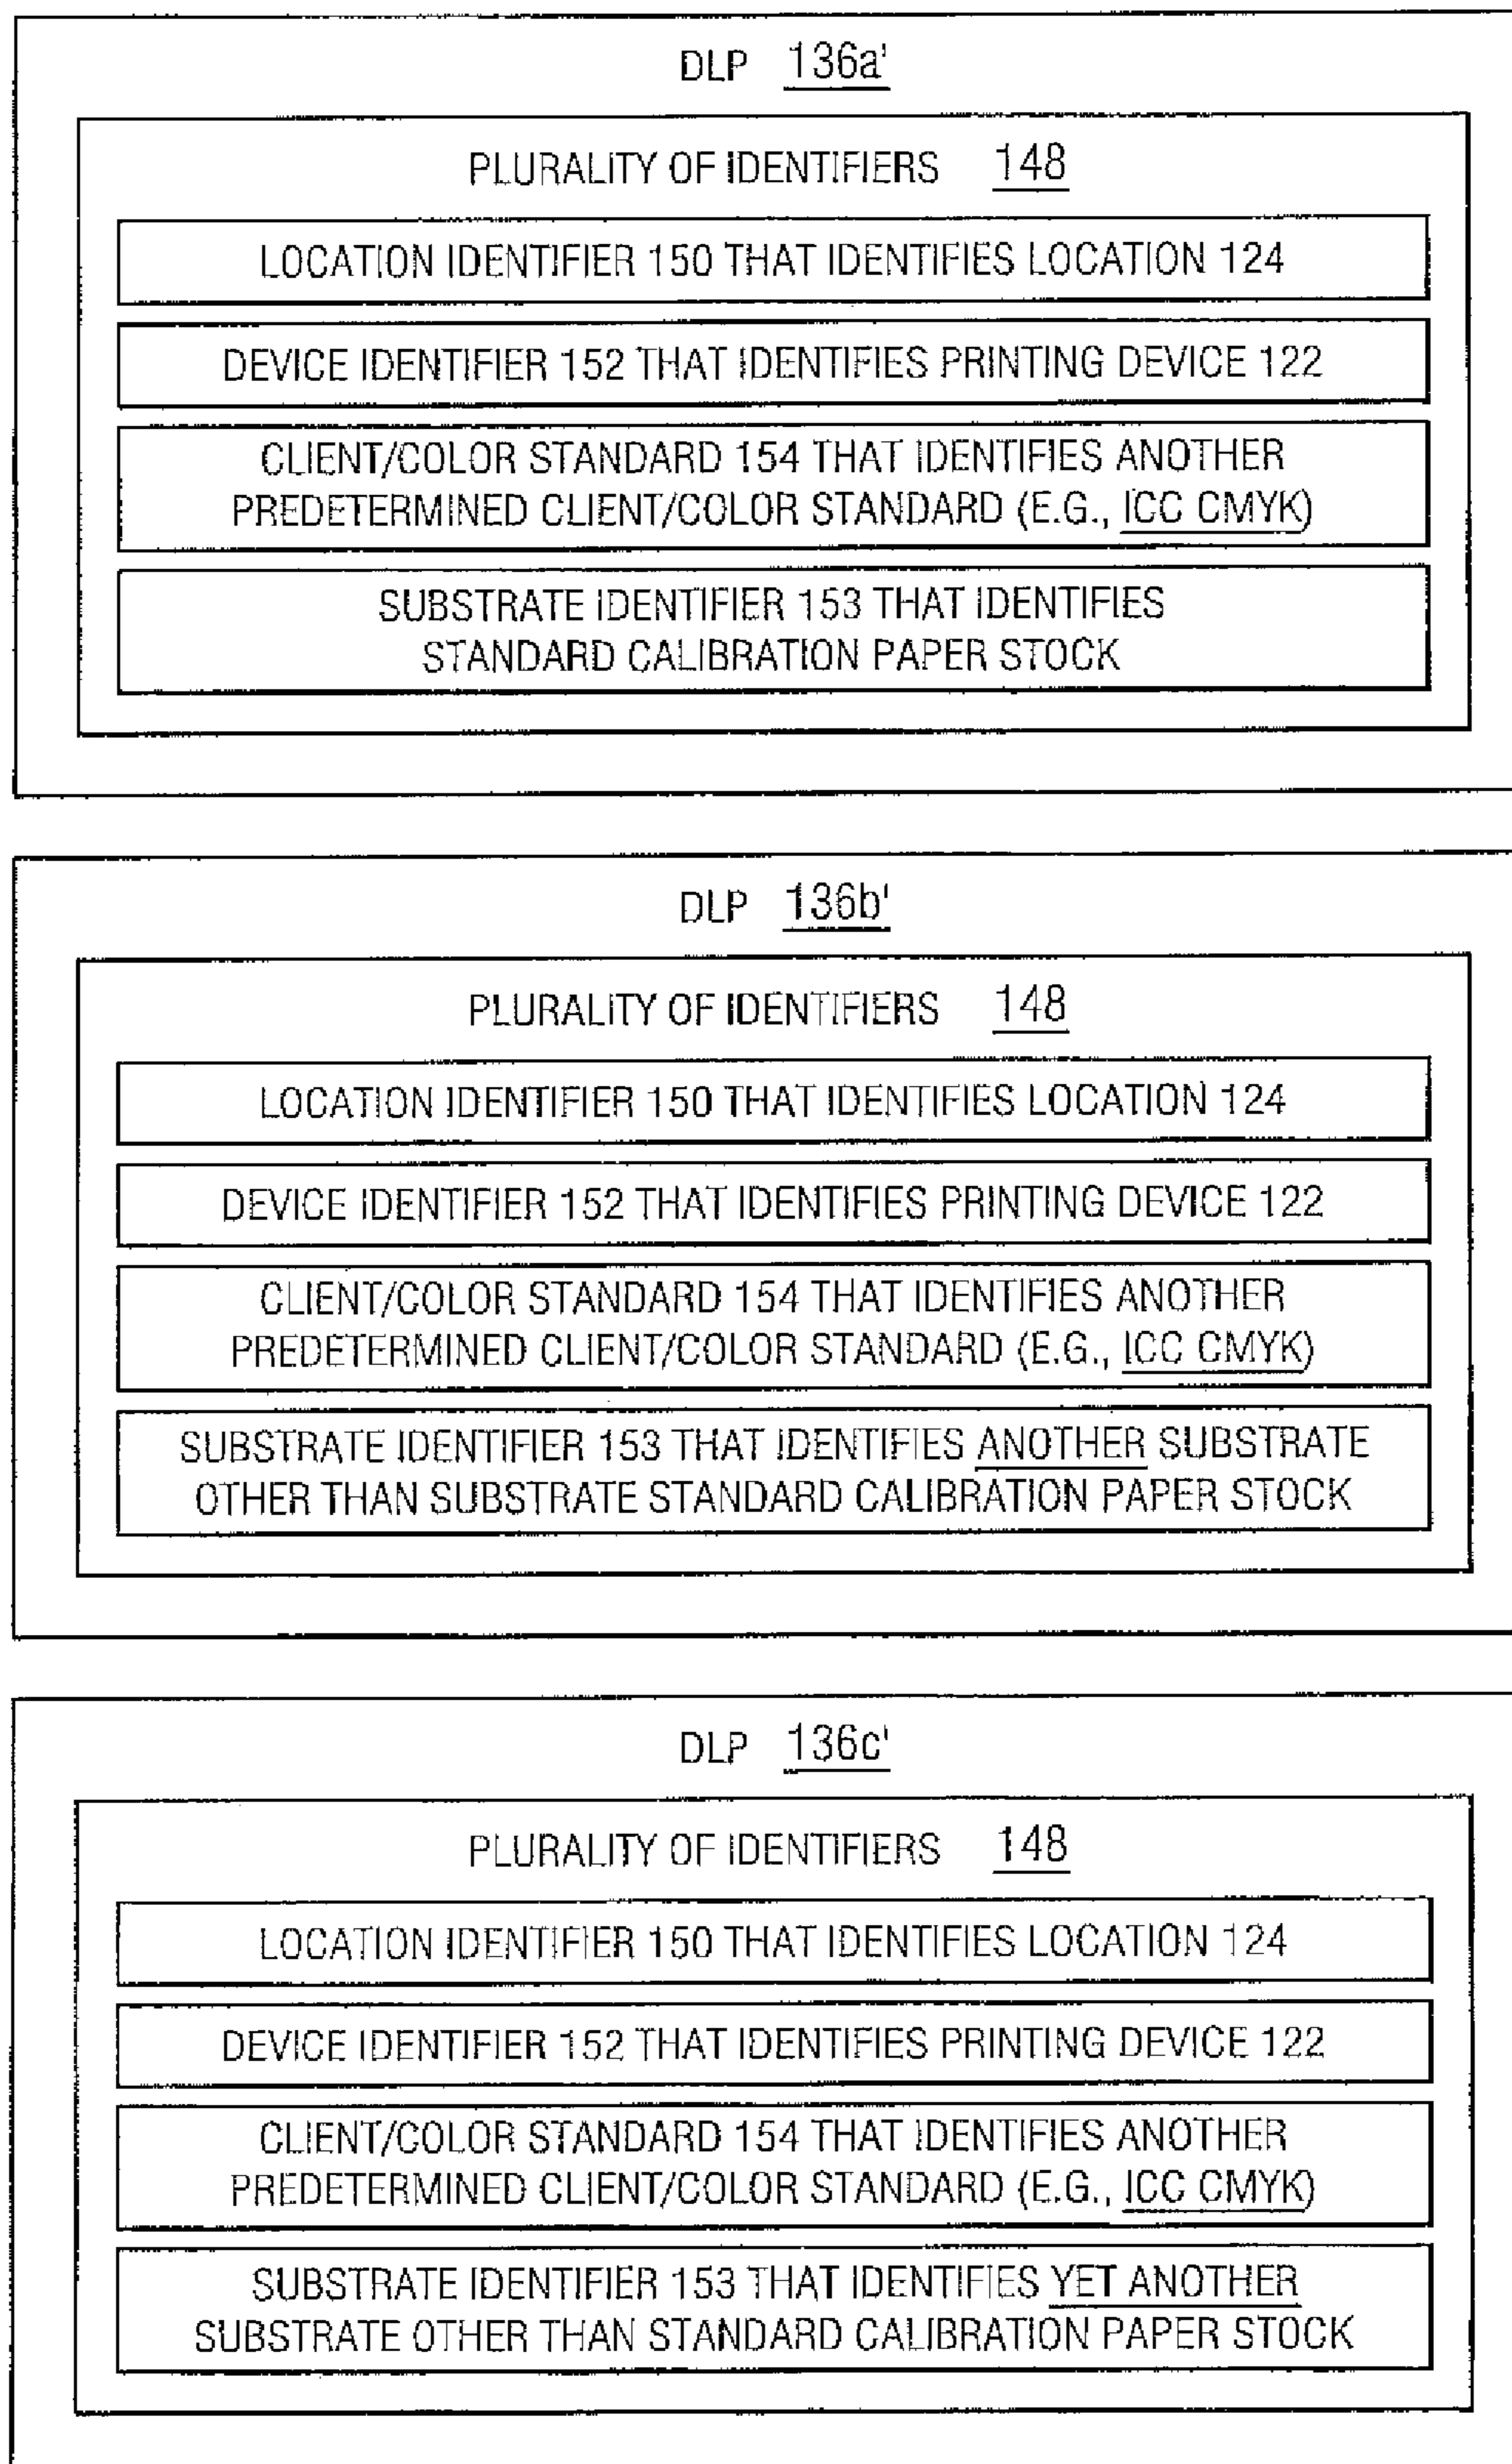 DLP 136a'
PLURALITY OF IDENTIFIERS 148
LOCATION IDENTIFIER 150 THAT IDENTIFIES LOCATION 124
DEVICE IDENTIFIER 152 THAT IDENTIFIES PRINTING DEVICE 122
CLIENT/COLOR STANDARD 154 THAT IDENTIFIES ANOTHER
PREDETERMINED CLIENT/COLOR STANDARD (E.G., ICC CMYK)
SUBSTRATE IDENTIFIER 153 THAT IDENTIFIES
STANDARD CALIBRATION PAPER STOCK
DLP 136b'
PLURALITY OF IDENTIFIERS 148
LOCATION IDENTIFIER 150 THAT IDENTIFIES LOCATION 124
DEVICE IDENTIFIER 152 THAT IDENTIFIES PRINTING DEVICE 122
CLIENT/COLOR STANDARD 154 THAT IDENTIFIES ANOTHER
PREDETERMINED CLIENT/COLOR STANDARD (E.G., ICC CMYK)
SUBSTRATE IDENTIFIER 153 THAT IDENTIFIES ANOTHER SUBSTRATE
OTHER THAN SUBSTRATE STANDARD CALIBRATION PAPER STOCK
DLP 136c'
PLURALITY OF IDENTIFIERS 148
LOCATION IDENTIFIER 150 THAT IDENTIFIES LOCATION 124
DEVICE IDENTIFIER 152 THAT IDENTIFIES PRINTING DEVICE 122
CLIENT/COLOR STANDARD 154 THAT IDENTIFIES ANOTHER
PREDETERMINED CLIENT/COLOR STANDARD (E.G., ICC CMYK)
SUBSTRATE IDENTIFIER 153 THAT IDENTIFIES YET ANOTHER
SUBSTRATE OTHER THAN STANDARD CALIBRATION PAPER STOCK